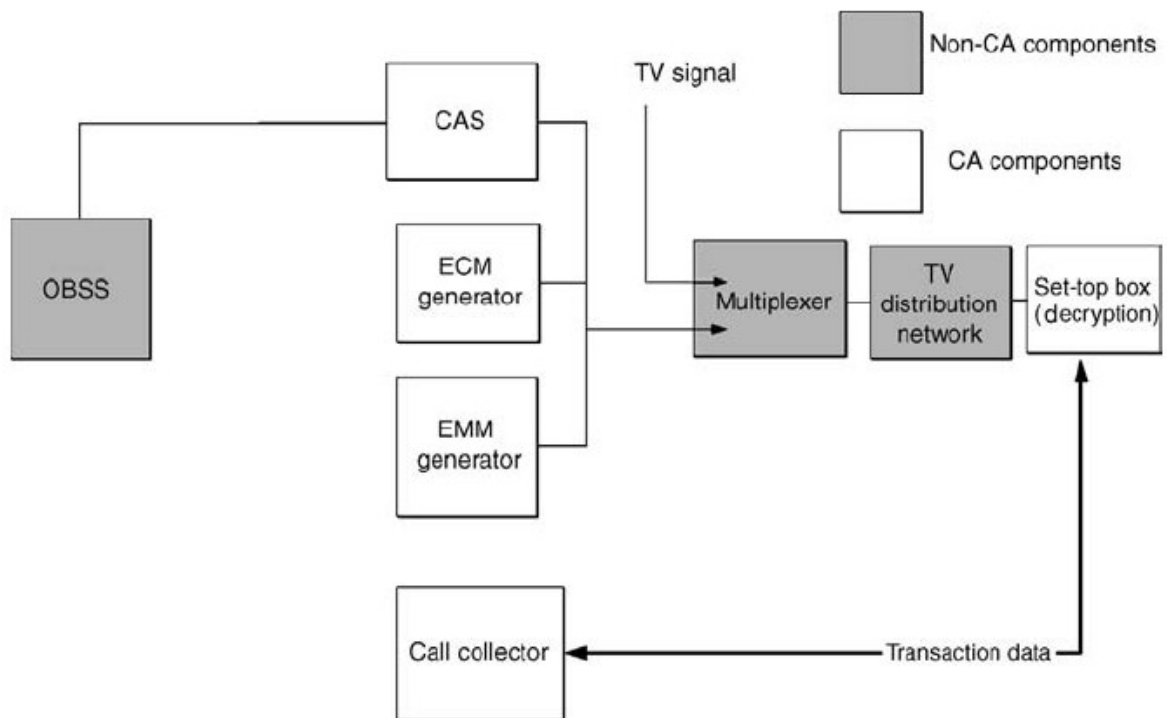 Non-CA components
TV signal
CAS
CA components
OBSS
ECM
generator
Multiplexer
TV
distribution
network
Set-top box
(decryption)
EMM
generator
Call collector
Transaction data